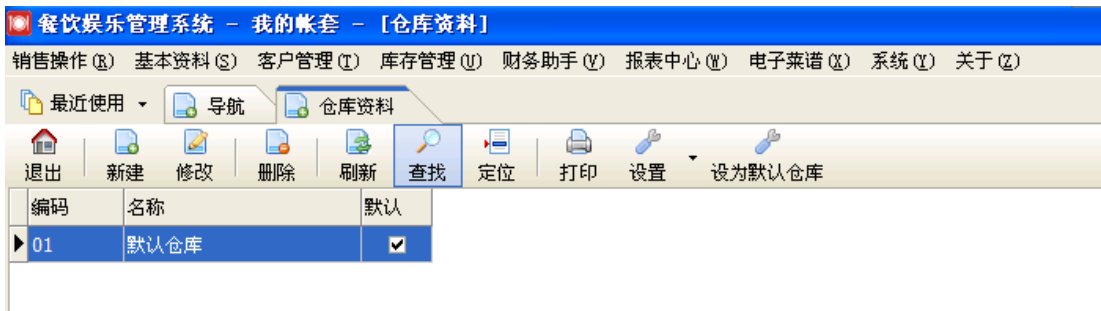 餐饮娱乐管理系统 - 我的帐套 - [仓库资料]
销售操作(R) 基本资料(S) 客户管理(T) 库存管理(U) 财务助手(V) 报表中心(W) 电子菜谱(X) 系统(Y) 关于(Z)
最近使用 导航 仓库资料
退出 新建 修改 删除 刷新 查找 定位 打印 设置 设为默认仓库
编码 名称 默认
01 默认仓库